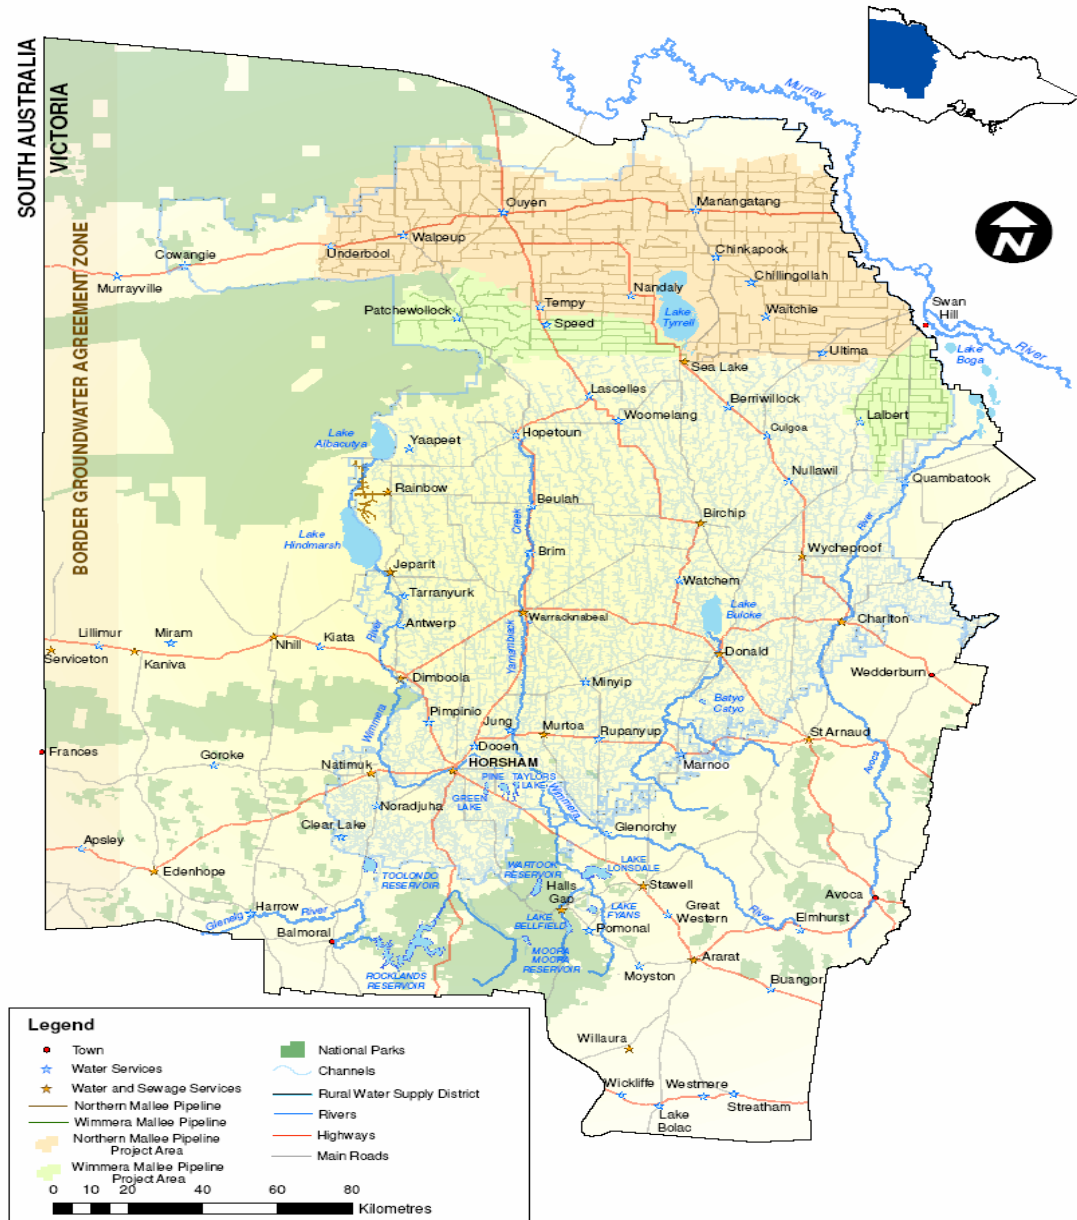 SOUTH AUSTRALIA
VICTORIA
BORDER GROUNDWATER AGREEMENT ZONE
Murray
N
Ouyen
Manangatang
Walpeup
Underbool
Cowangie
Murrayville
Chinkapook
Chillingollah
Nandaly
Lake
Tyrrell
Waitchie
Swan
Hill
River
Lake
Boga
Patchewollock
Tempy
Speed
Ultima
Sea Lake
Lascelles
Berriwillock
Woomelang
Lalbert
Culgoa
Hopetoun
Lake
Albacutya
Yaapeet
Nullawil
Quambatook
Rainbow
Beulah
Birchip
River
Creek
Lake
Hindmarsh
Brim
Wycheproof
Jeparit
Watchem
Tarranyurk
Lake
Buloke
Antwerp
River
Warracknabeal
Charlton
Yarriambiack
Lillimur
Miram
Kiata
Nhill
Serviceton
Kaniva
Donald
Wedderburn
Dimboola
Minyip
Batyo
Catyo
Wimmera
Pimpinio
Jung
Murtoa
Rupanyup
St Arnaud
Frances
Goroke
Dooen
HORSHAM
Marnoo
Avoca
Natimuk
PINE
LAKE
TAYLORS
LAKE
GREEN
LAKE
Wimmera
Noradjuha
Clear Lake
Glenorchy
Apsley
Edenhope
TOOLONDO
RESERVOIR
WARTOOK
RESERVOIR
LAKE
LONSDALE
Halls
Gap
Stawell
Avoca
Harrow
Glenelg
River
LAKE
FYANS
Great
Western
River
Elmhurst
LAKE
BELLFIELD
Balmoral
Pomonal
ROCKLANDS
RESERVOIR
MOORA
MOORA
RESERVOIR
Ararat
Moyston
Buangor
Willaura
Wickliffe
Westmere
Streatham
Lake
Bolac
Legend
Town
Water Services
Water and Sewage Services
Northern Mallee Pipeline
Wimmera Mallee Pipeline
Northern Mallee Pipeline
Project Area
Wimmera Mallee Pipeline
Project Area
National Parks
Channels
Rural Water Supply District
Rivers
Highways
Main Roads
0 10 20 40 60 80
Kilometres